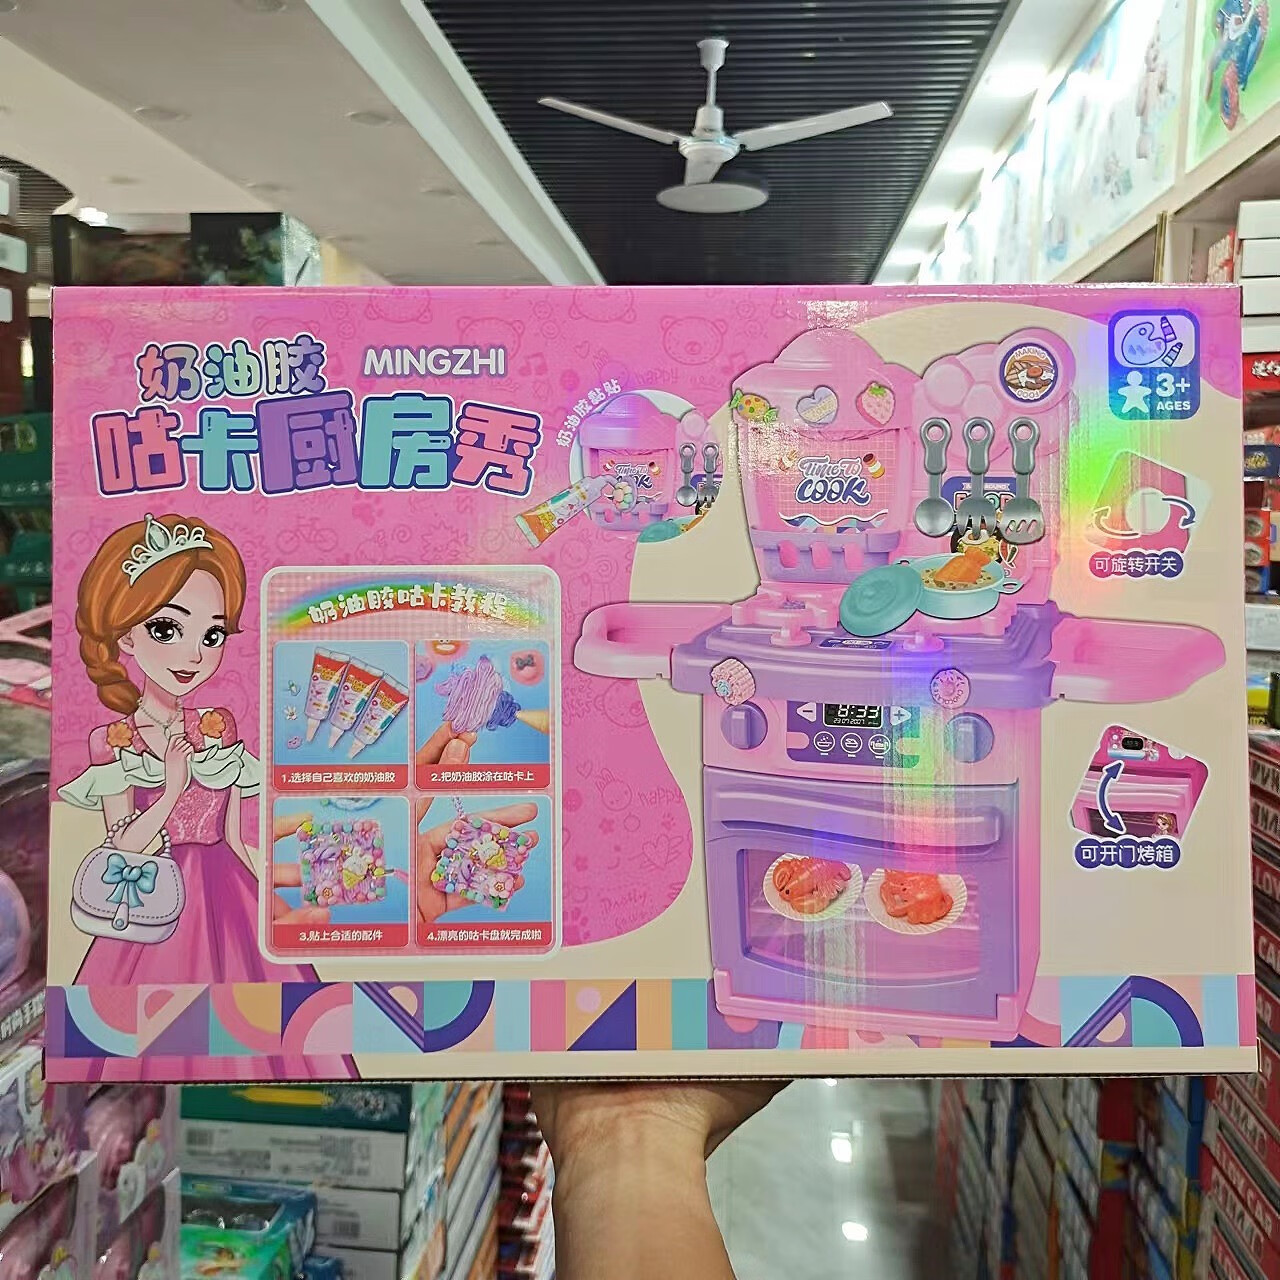 奶油胶
MINGZHI
咕卡厨房秀
奶油胶黏贴
MAKING
FOOD
3+
AGES
Time To
COOK
可旋转开关
奶油胶咕卡教程
1.选择自己喜欢的奶油胶
2.把奶油胶涂在咕卡上
3.贴上合适的配件
4.漂亮的咕卡盘就完成啦
8:33
可开门烤箱
happy